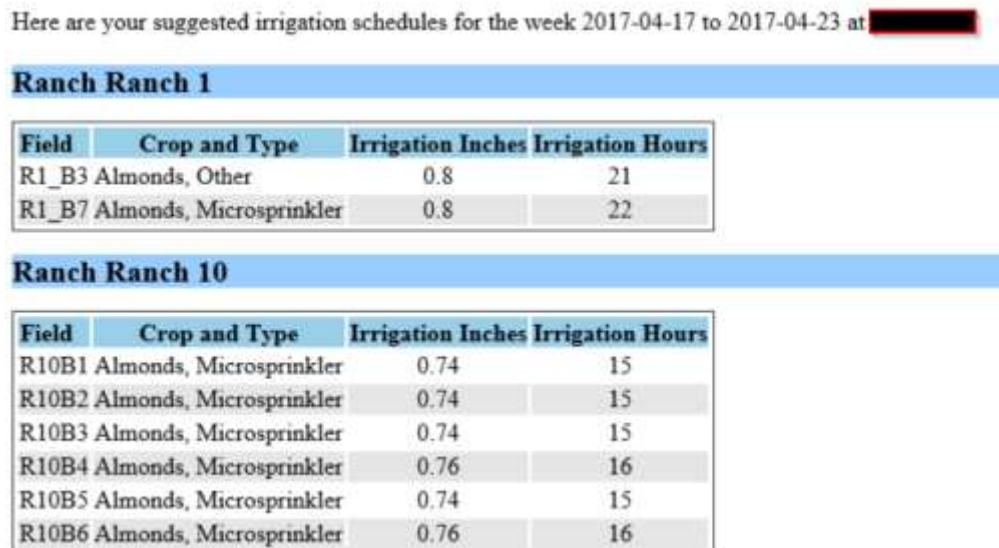 Here are your suggested irrigation schedules for the week 2017-04-17 to 2017-04-23 at
Ranch Ranch 1
Field Crop and Type Irrigation Inches Irrigation Hours
R1_B3 Almonds, Other 0.8 21
R1_B7 Almonds, Microsprinkler 0.8 22
Ranch Ranch 10
Field Crop and Type Irrigation Inches Irrigation Hours
R10B1 Almonds, Microsprinkler 0.74 15
R10B2 Almonds, Microsprinkler 0.74 15
R10B3 Almonds, Microsprinkler 0.74 15
R10B4 Almonds, Microsprinkler 0.76 16
R10B5 Almonds, Microsprinkler 0.74 15
R10B6 Almonds, Microsprinkler 0.76 16